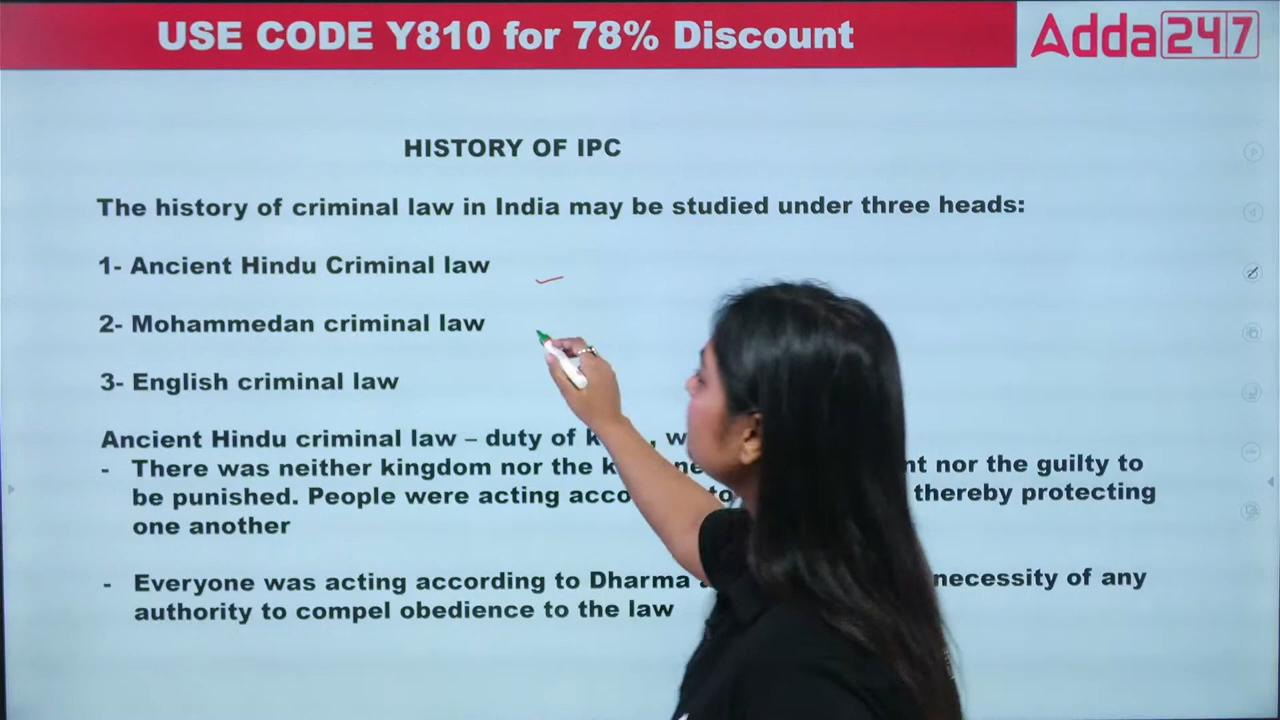 USE CODE Y810 for 78% Discount
Adda247
HISTORY OF IPC
The history of criminal law in India may be studied under three heads:
1- Ancient Hindu Criminal law
2- Mohammedan criminal law
3- English criminal law
Ancient Hindu criminal law – duty of
- There was neither kingdom nor the nor the guilty to
be punished. People were acting thereby protecting
one another
- Everyone was acting according to Dharma necessity of any
authority to compel obedience to the law